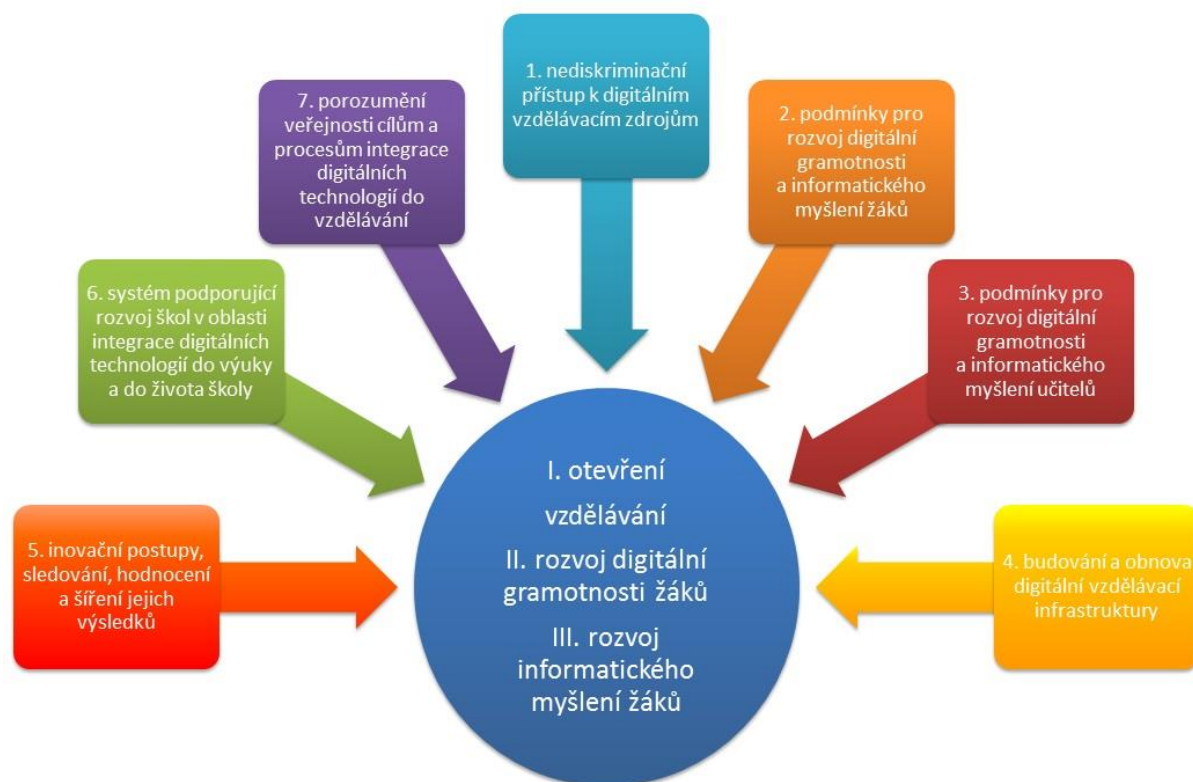 1. nediskriminační
přístup k digitálním
vzdělávacím zdrojům
2. podmínky pro
rozvoj digitální
gramotnosti
a informatického
myšlení žáků
3. podmínky pro
rozvoj digitální
gramotnosti
a informatického
myšlení učitelů
4. budování a obnova
digitální vzdělávací
infrastruktury
5. inovační postupy,
sledování, hodnocení
a šíření jejich
výsledků
6. systém podporující
rozvoj škol v oblasti
integrace digitálních
technologií do výuky
a do života školy
7. porozumění
veřejnosti cílům a
procesům integrace
digitálních
technologií do
vzdělávání
I. otevření
vzdělávání
II. rozvoj digitální
gramotnosti žáků
III. rozvoj
informatického
myšlení žáků